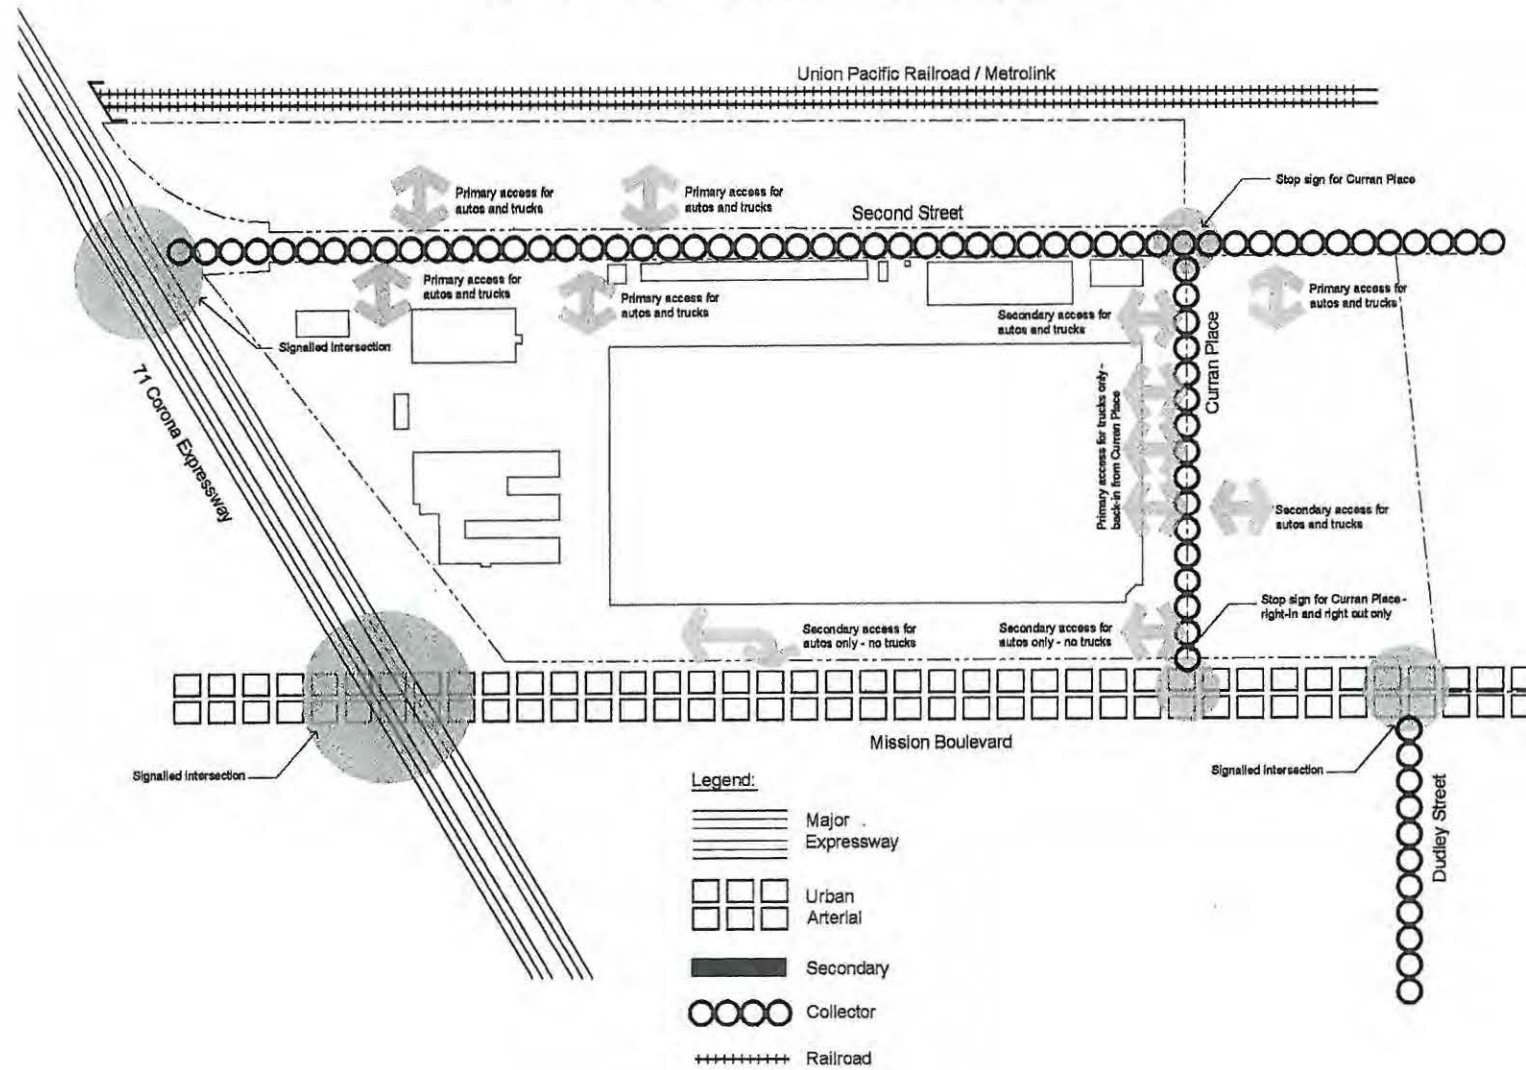 Union Pacific Railroad / Metrolink
Stop sign for Curran Place
Primary access for
autos and trucks
Primary access for
autos and trucks
Second Street
Primary access for
autos and trucks
Primary access for
autos and trucks
Primary access for
autos and trucks
Secondary access for
autos and trucks
Signalled intersection
71 Corona Expressway
Curran Place
Primary access for trucks only -
back-in from Curran Place
Secondary access for
autos and trucks
Stop sign for Curran Place -
right-in and right out only
Secondary access for
autos only - no trucks
Secondary access for
autos only - no trucks
Mission Boulevard
Signalled intersection
Signalled intersection
Dudley Street
Legend:
Major
Expressway
Urban
Arterial
Secondary
Collector
Railroad